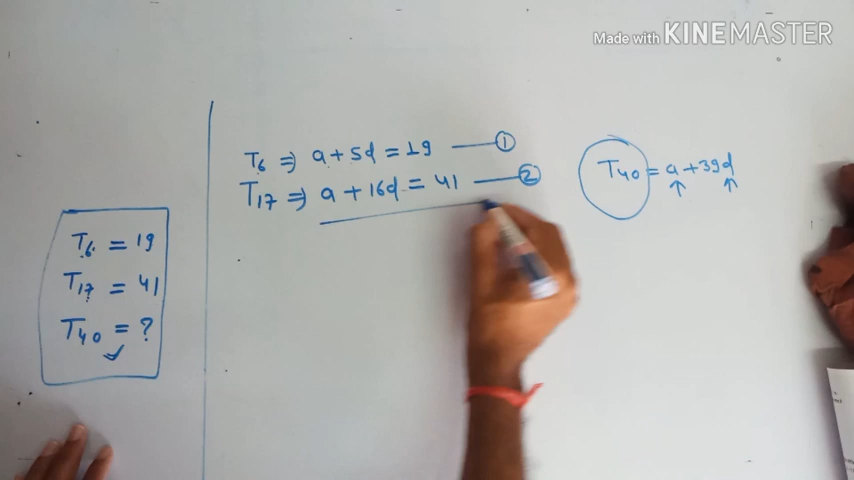 Made with KINEMASTER
T6 ⇒ a + 5d = 19 — ①
T17 ⇒ a + 16d = 41 — ②
T40 = a + 39d
T6 = 19
T17 = 41
T40 = ?